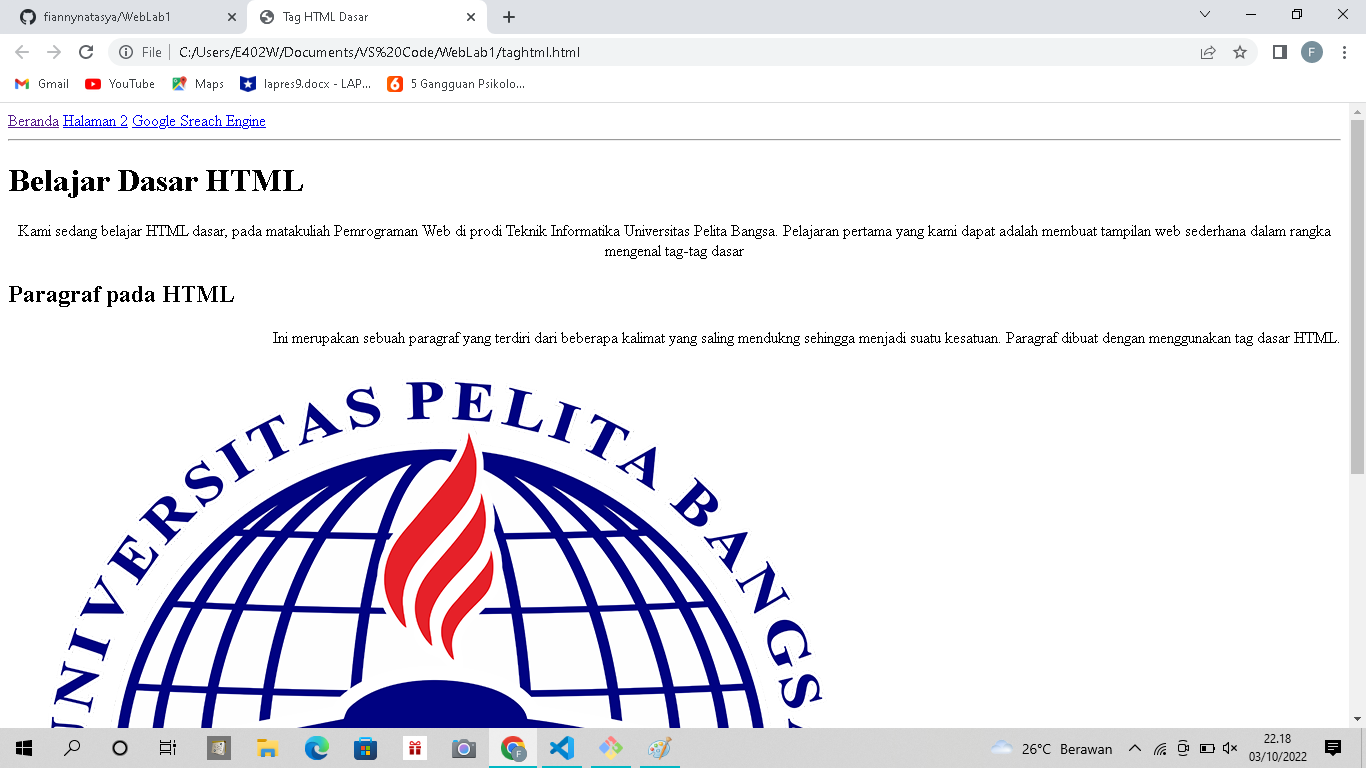 fiannynatasya/WebLab1
Tag HTML Dasar
File
C:/Users/E402W/Documents/VS%20Code/WebLab1/taghtml.html
F
Gmail
YouTube
Maps
lapres9.docx - LAP...
5 Gangguan Psikolo...
Beranda Halaman 2 Google Sreach Engine
Belajar Dasar HTML
Kami sedang belajar HTML dasar, pada matakuliah Pemrograman Web di prodi Teknik Informatika Universitas Pelita Bangsa. Pelajaran pertama yang kami dapat adalah membuat tampilan web sederhana dalam rangka
mengenal tag-tag dasar
Paragraf pada HTML
Ini merupakan sebuah paragraf yang terdiri dari beberapa kalimat yang saling mendukng sehingga menjadi suatu kesatuan. Paragraf dibuat dengan menggunakan tag dasar HTML.
UNIVERSITAS PELITA BANGSA
F
26°C Berawan
22.18
03/10/2022